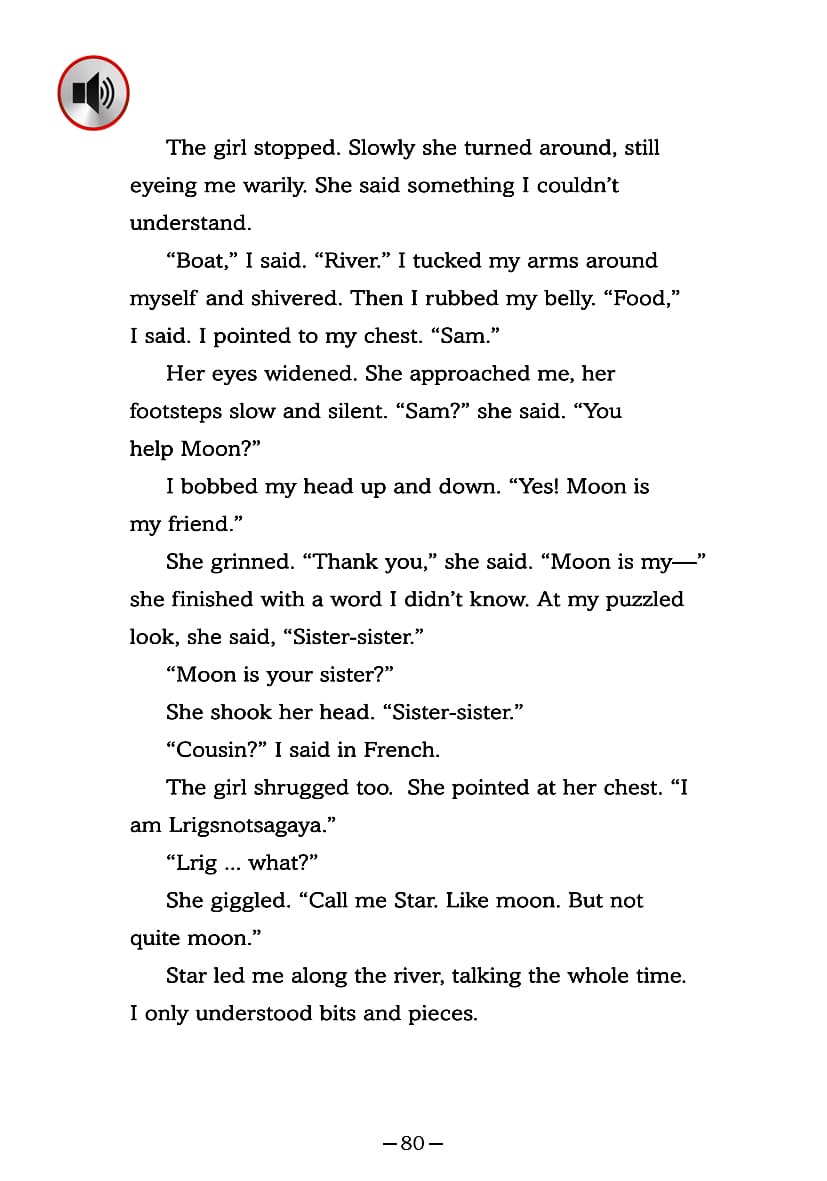 The girl stopped. Slowly she turned around, still
eyeing me warily. She said something I couldn’t
understand.
“Boat,” I said. “River.” I tucked my arms around
myself and shivered. Then I rubbed my belly. “Food,”
I said. I pointed to my chest. “Sam.”
Her eyes widened. She approached me, her
footsteps slow and silent. “Sam?” she said. “You
help Moon?”
I bobbed my head up and down. “Yes! Moon is
my friend.”
She grinned. “Thank you,” she said. “Moon is my—”
she finished with a word I didn’t know. At my puzzled
look, she said, “Sister-sister.”
“Moon is your sister?”
She shook her head. “Sister-sister.”
“Cousin?” I said in French.
The girl shrugged too.  She pointed at her chest. “I
am Lrigsnotsagaya.”
“Lrig ... what?”
She giggled. “Call me Star. Like moon. But not
quite moon.”
Star led me along the river, talking the whole time.
I only understood bits and pieces.
—80—